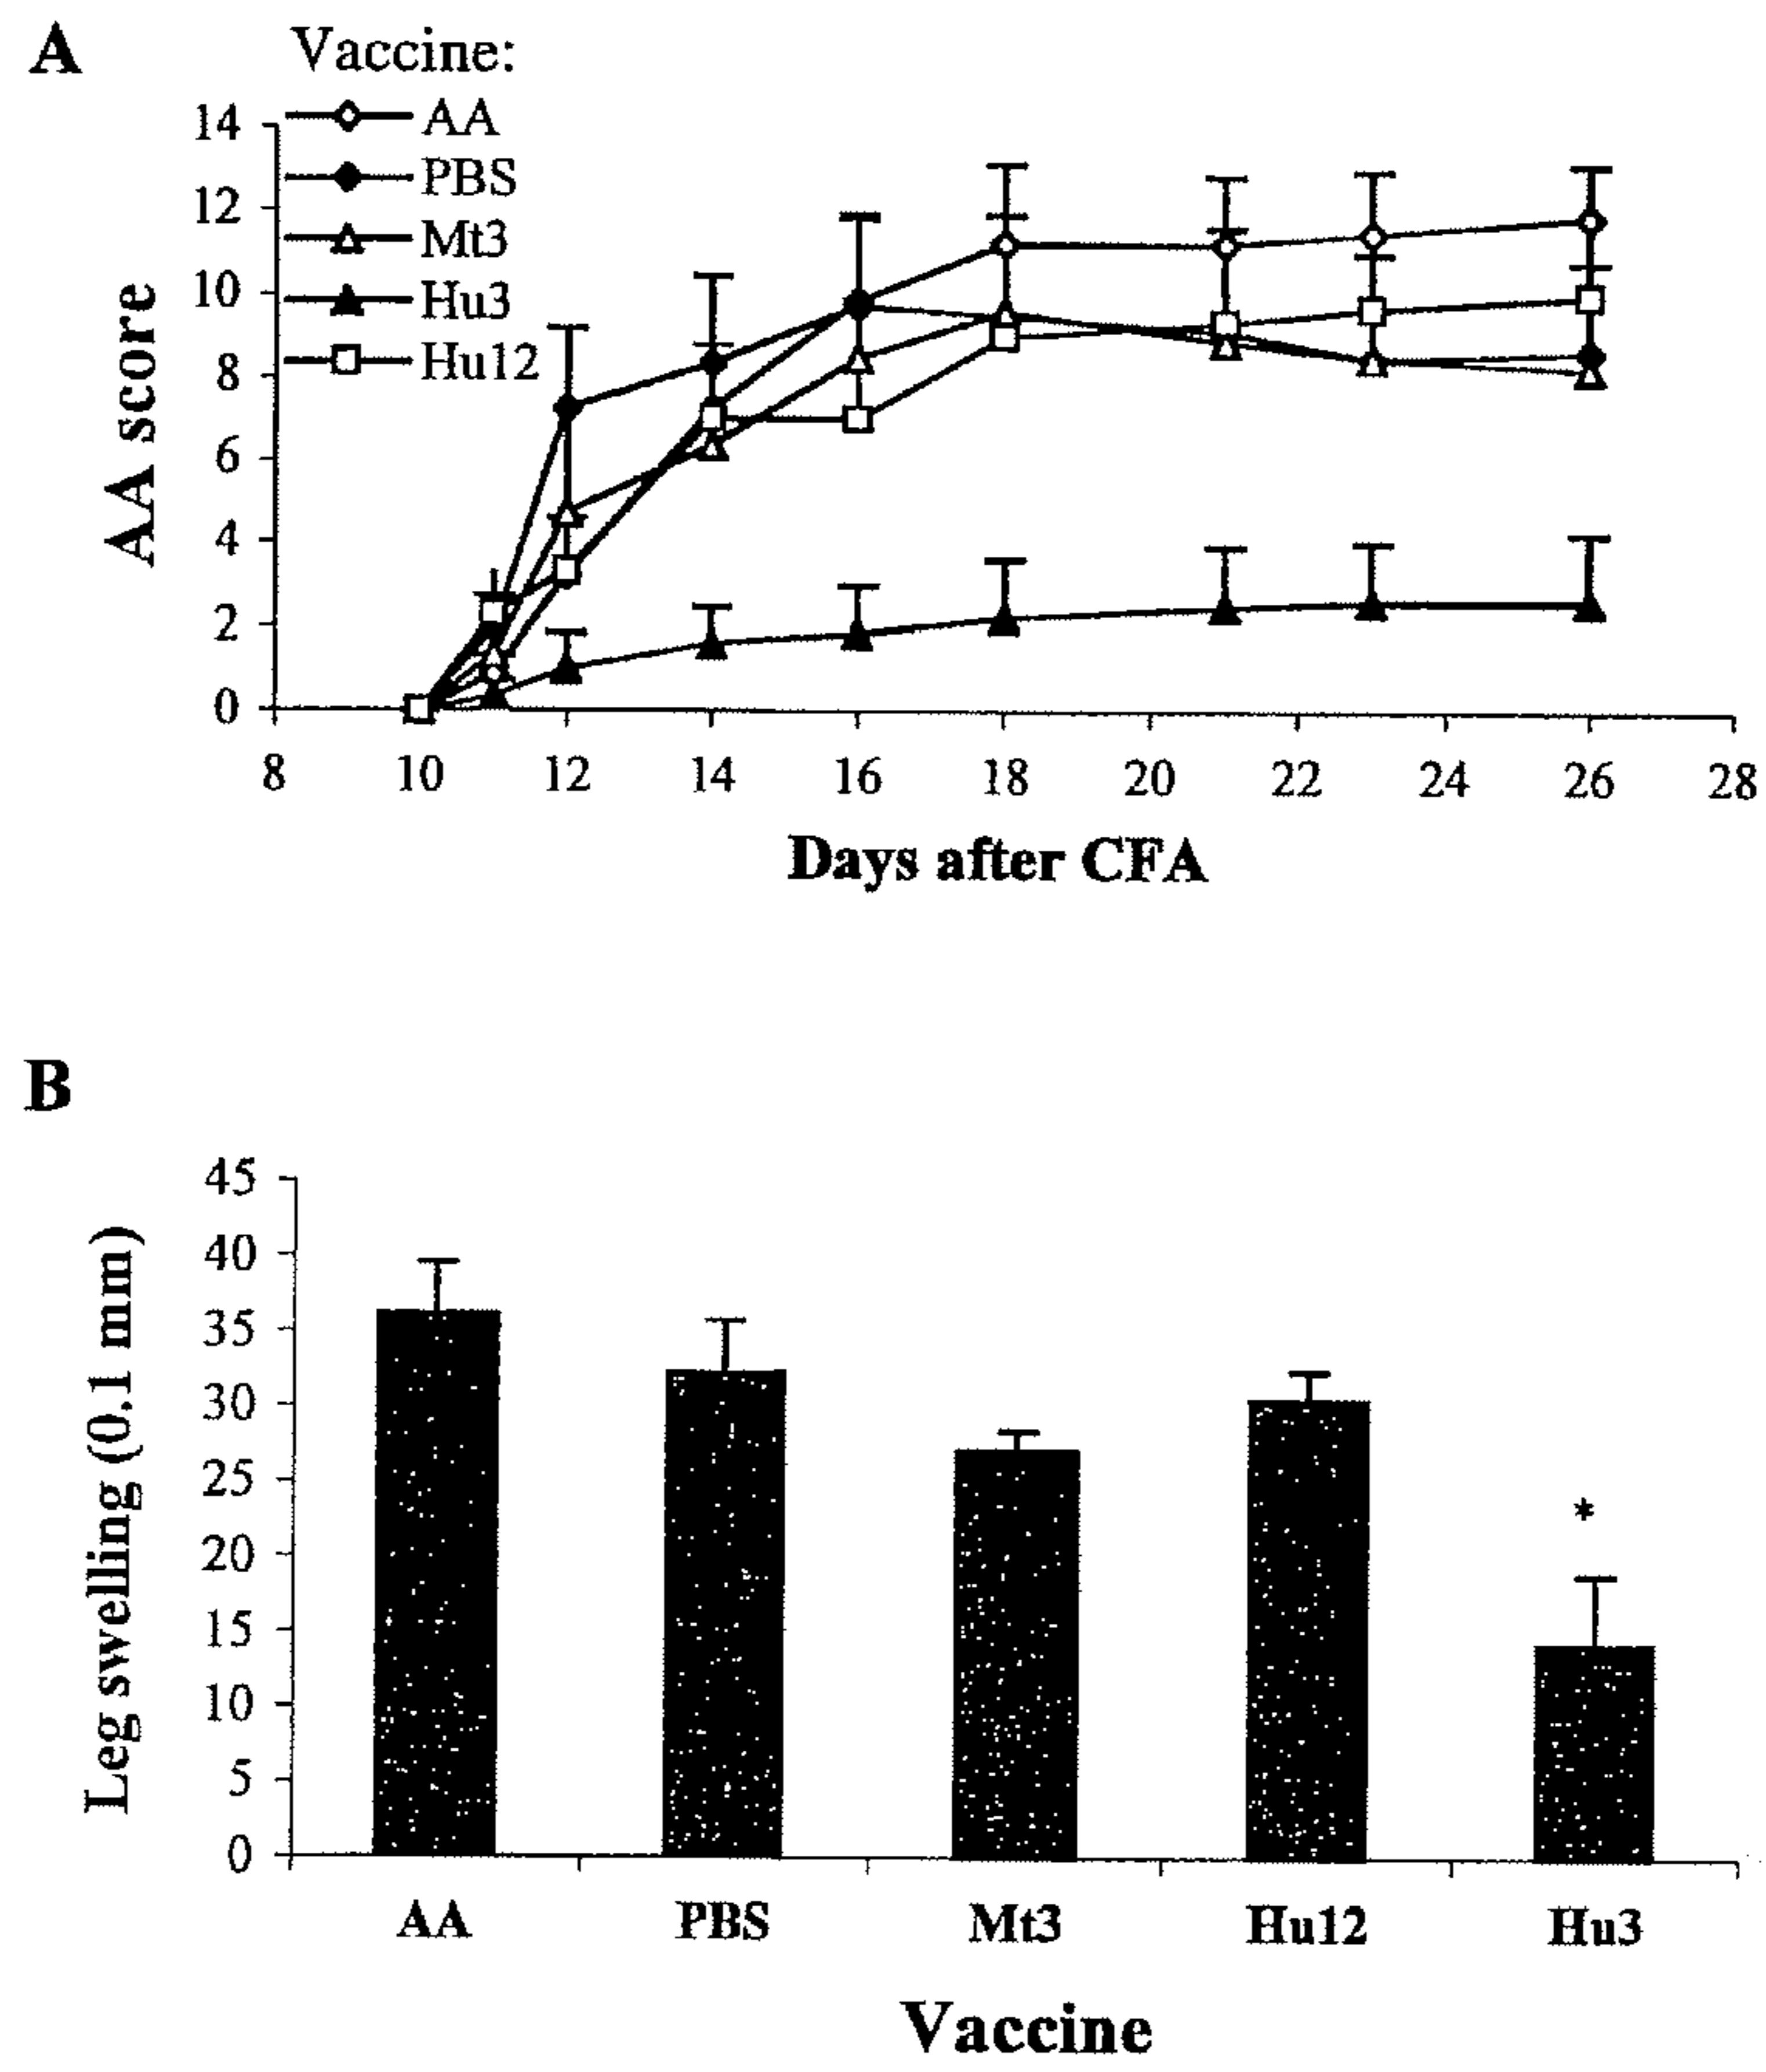 A
Vaccine:
AA
PBS
Mt3
Hu3
Hu12
14
12
10
8
6
4
2
0
AA score
8 10 12 14 16 18 20 22 24 26 28
Days after CFA
B
45
40
35
30
25
20
15
10
5
0
Leg swelling (0.1 mm)
*
AA PBS Mt3 Hu12 Hu3
Vaccine